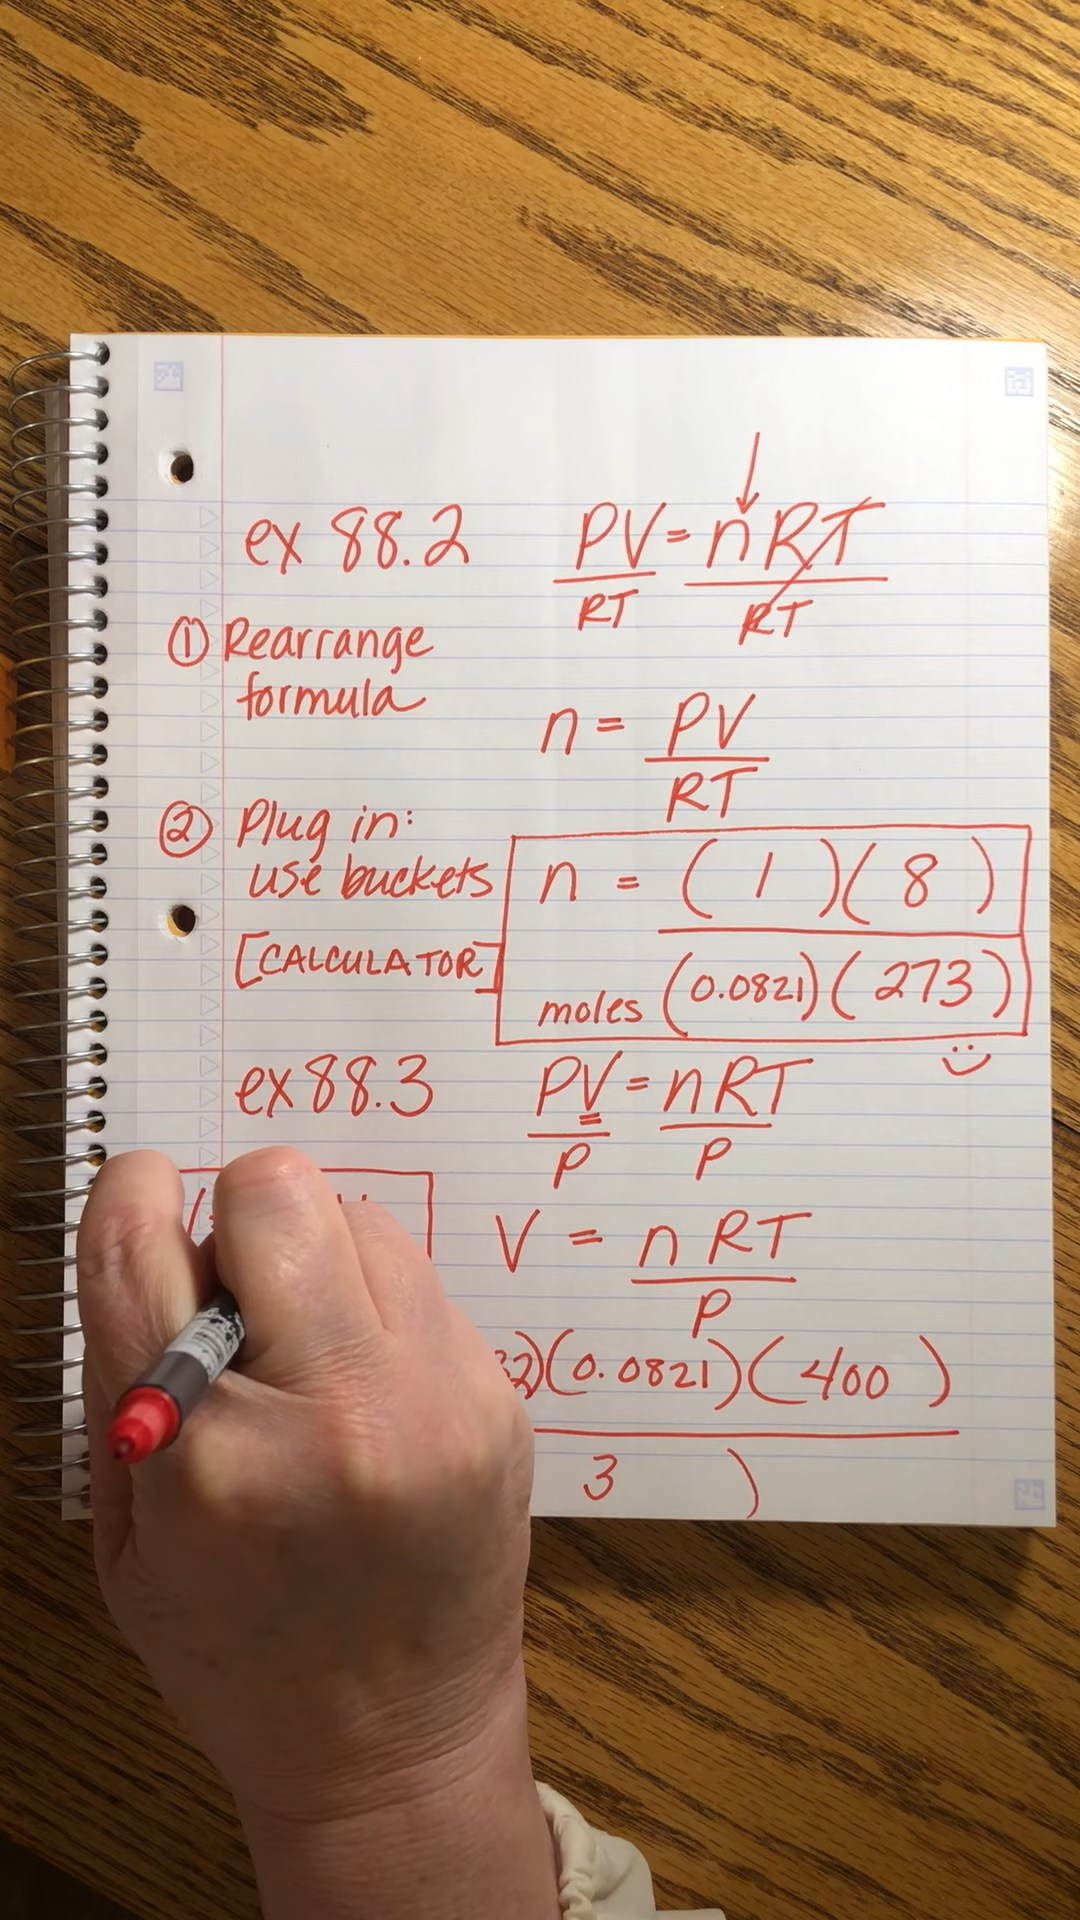 ex 88.2 PV = nRT
RT RT
① Rearrange
formula
n = PV
RT
② Plug in:
use buckets
n = ( 1 )( 8 )
[CALCULATOR]
moles (0.0821)( 273 )
ex 88.3 PV = nRT
P P
V = nRT
P
2)(0.0821)( 400 )
3 )